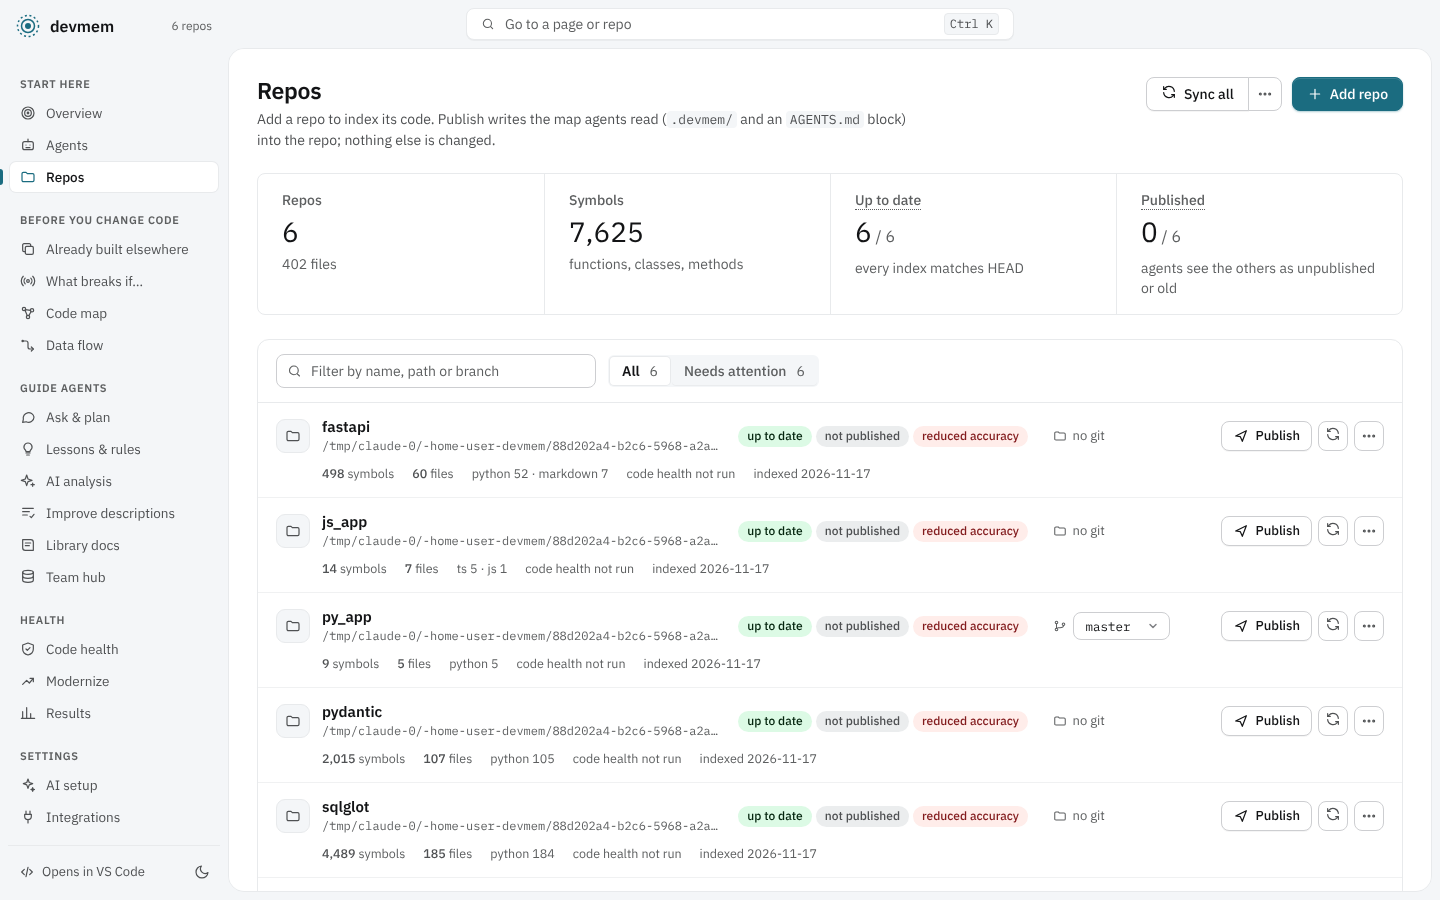 devmem
6 repos
Go to a page or repo
Ctrl K
START HERE
Overview
Agents
Repos
BEFORE YOU CHANGE CODE
Already built elsewhere
What breaks if...
Code map
Data flow
GUIDE AGENTS
Ask & plan
Lessons & rules
AI analysis
Improve descriptions
Library docs
Team hub
HEALTH
Code health
Modernize
Results
SETTINGS
AI setup
Integrations
Opens in VS Code
Repos
Add a repo to index its code. Publish writes the map agents read ( .devmem/ and an AGENTS.md block)
into the repo; nothing else is changed.
Sync all
Add repo
Repos
6
402 files
Symbols
7,625
functions, classes, methods
Up to date
6 / 6
every index matches HEAD
Published
0 / 6
agents see the others as unpublished
or old
Filter by name, path or branch
All 6
Needs attention 6
fastapi
/tmp/claude-0/-home-user-devmem/88d202a4-b2c6-5968-a2a…
up to date not published reduced accuracy no git Publish
498 symbols 60 files python 52 · markdown 7 code health not run indexed 2026-11-17
js_app
/tmp/claude-0/-home-user-devmem/88d202a4-b2c6-5968-a2a…
up to date not published reduced accuracy no git Publish
14 symbols 7 files ts 5 · js 1 code health not run indexed 2026-11-17
py_app
/tmp/claude-0/-home-user-devmem/88d202a4-b2c6-5968-a2a…
up to date not published reduced accuracy master Publish
9 symbols 5 files python 5 code health not run indexed 2026-11-17
pydantic
/tmp/claude-0/-home-user-devmem/88d202a4-b2c6-5968-a2a…
up to date not published reduced accuracy no git Publish
2,015 symbols 107 files python 105 code health not run indexed 2026-11-17
sqlglot
/tmp/claude-0/-home-user-devmem/88d202a4-b2c6-5968-a2a…
up to date not published reduced accuracy no git Publish
4,489 symbols 185 files python 184 code health not run indexed 2026-11-17